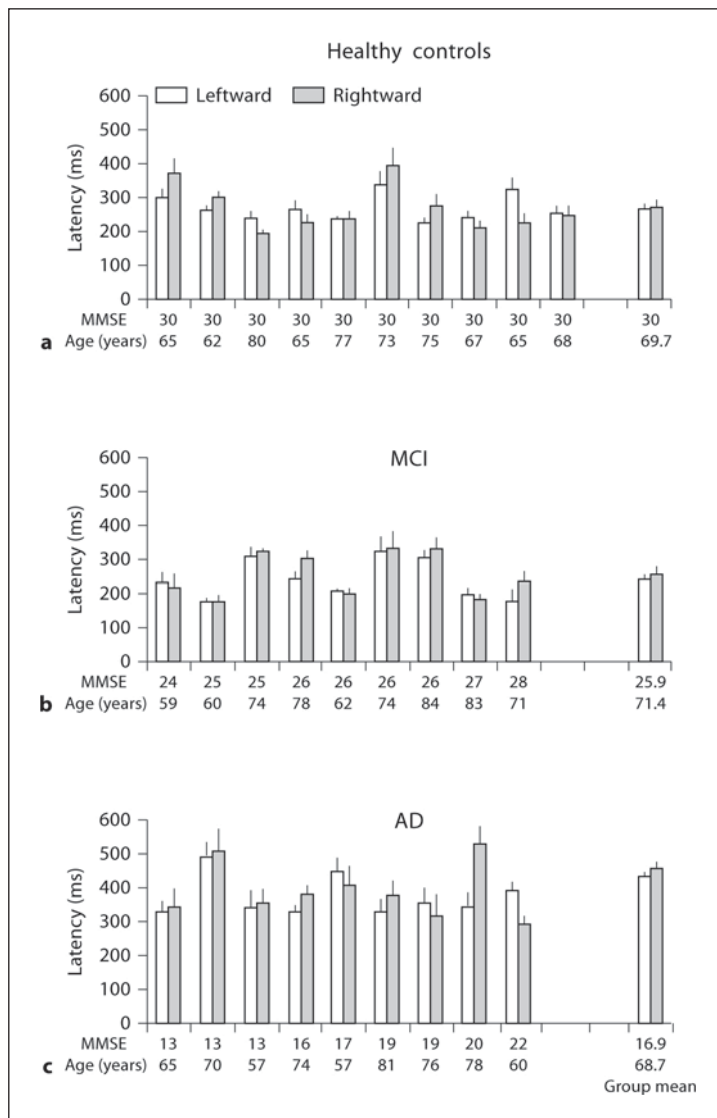 Healthy controls
Leftward Rightward
Latency (ms)
600
500
400
300
200
100
0
MMSE 30 30 30 30 30 30 30 30 30 30 30
a Age (years) 65 62 80 65 77 73 75 67 65 68 69.7
MCI
Latency (ms)
600
500
400
300
200
100
0
MMSE 24 25 25 26 26 26 26 27 28 25.9
b Age (years) 59 60 74 78 62 74 84 83 71 71.4
AD
Latency (ms)
600
500
400
300
200
100
0
MMSE 13 13 13 16 17 19 19 20 22 16.9
c Age (years) 65 70 57 74 57 81 76 78 60 68.7
Group mean